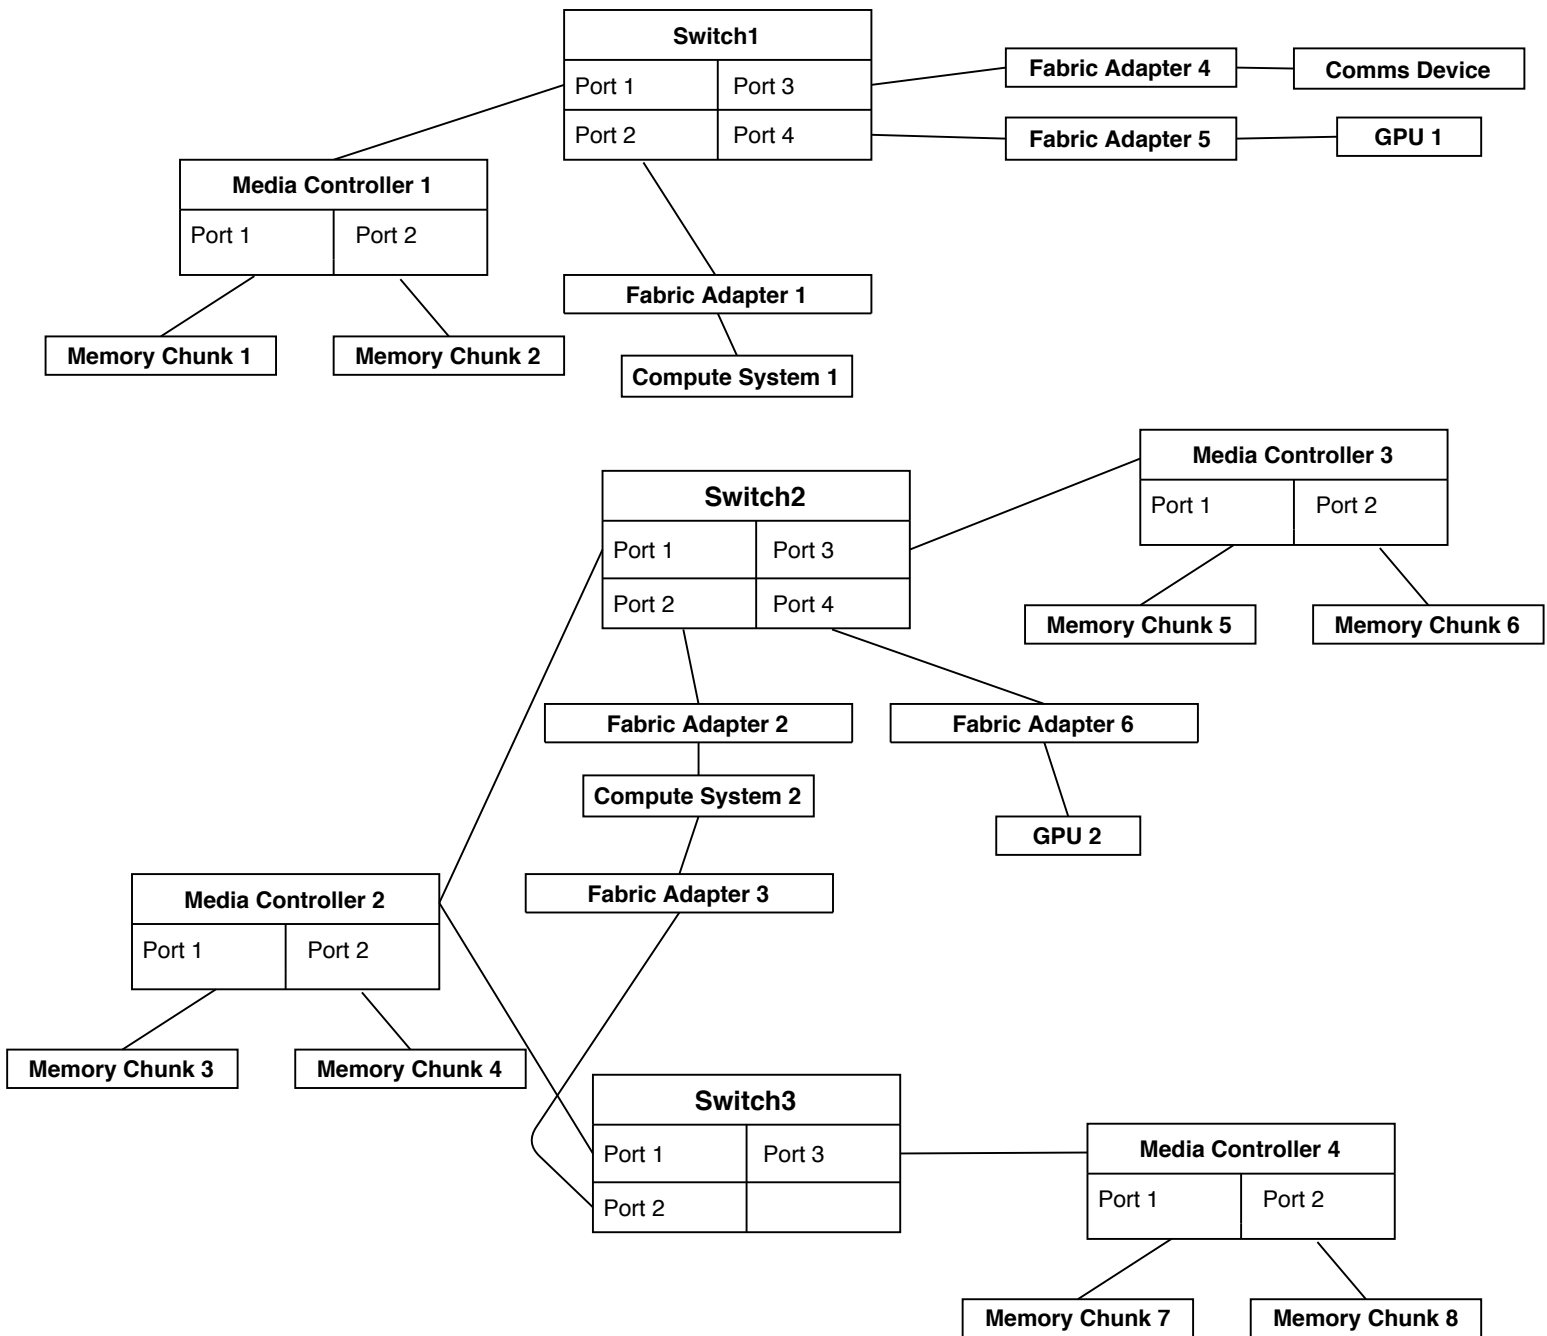 Switch1
Port 1
Port 3
Port 2
Port 4
Fabric Adapter 4
Comms Device
Fabric Adapter 5
GPU 1
Media Controller 1
Port 1
Port 2
Memory Chunk 1
Memory Chunk 2
Fabric Adapter 1
Compute System 1
Switch2
Port 1
Port 3
Port 2
Port 4
Media Controller 3
Port 1
Port 2
Memory Chunk 5
Memory Chunk 6
Fabric Adapter 2
Fabric Adapter 6
Compute System 2
GPU 2
Fabric Adapter 3
Media Controller 2
Port 1
Port 2
Memory Chunk 3
Memory Chunk 4
Switch3
Port 1
Port 3
Port 2
Media Controller 4
Port 1
Port 2
Memory Chunk 7
Memory Chunk 8